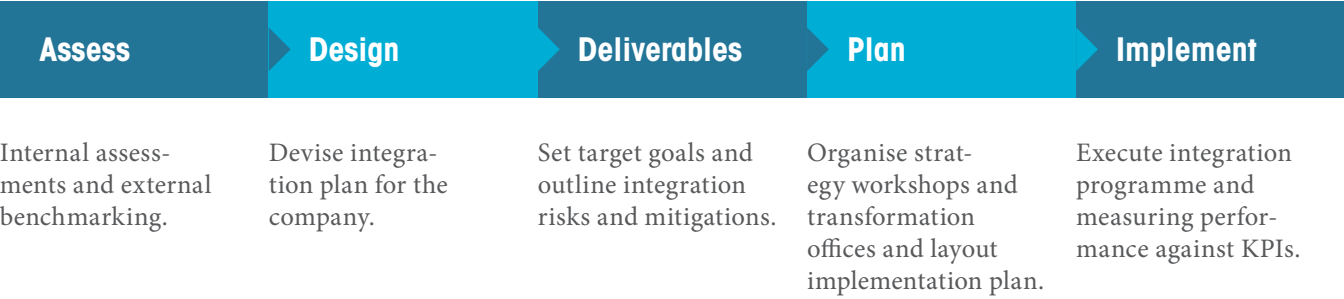 Assess
Design
Deliverables
Plan
Implement
Internal assess-
ments and external
benchmarking.
Devise integra-
tion plan for the
company.
Set target goals and
outline integration
risks and mitigations.
Organise strat-
egy workshops and
transformation
offices and layout
implementation plan.
Execute integration
programme and
measuring perfor-
mance against KPIs.